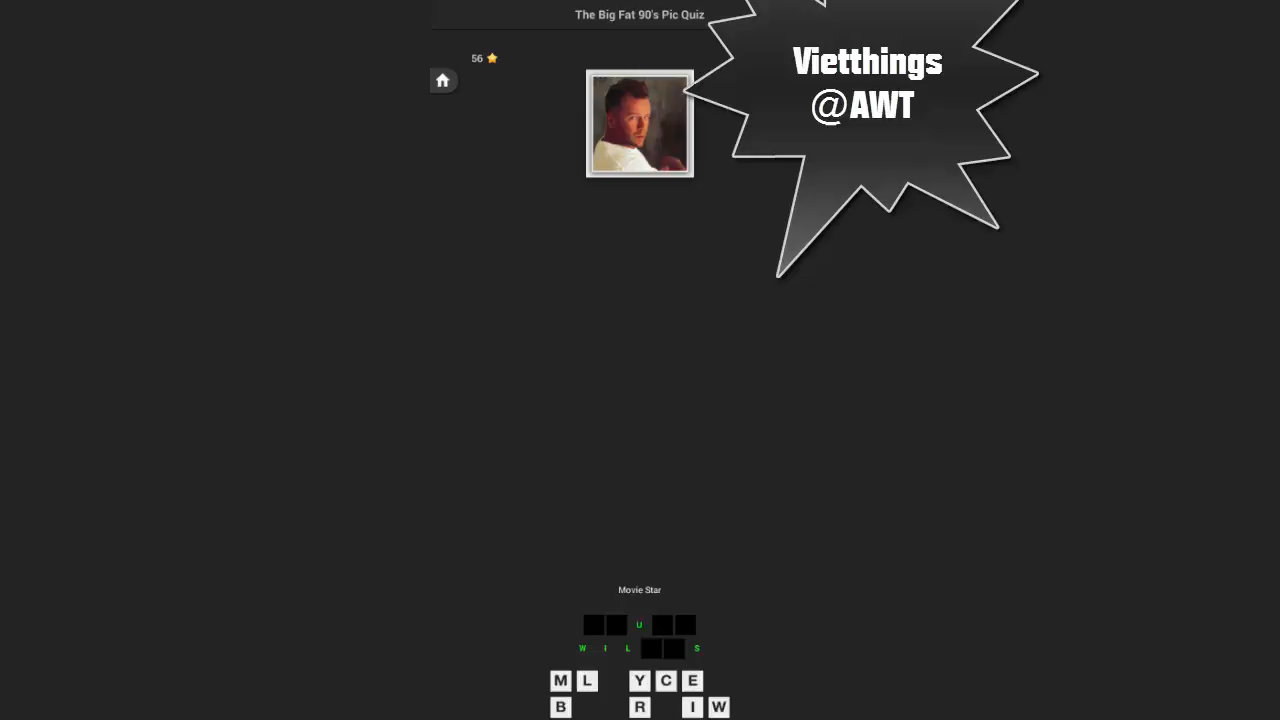 The Big Fat 90's Pic Quiz
56
Vietthings
@AWT
Movie Star
U
W I L S
M L Y C E
B R I W